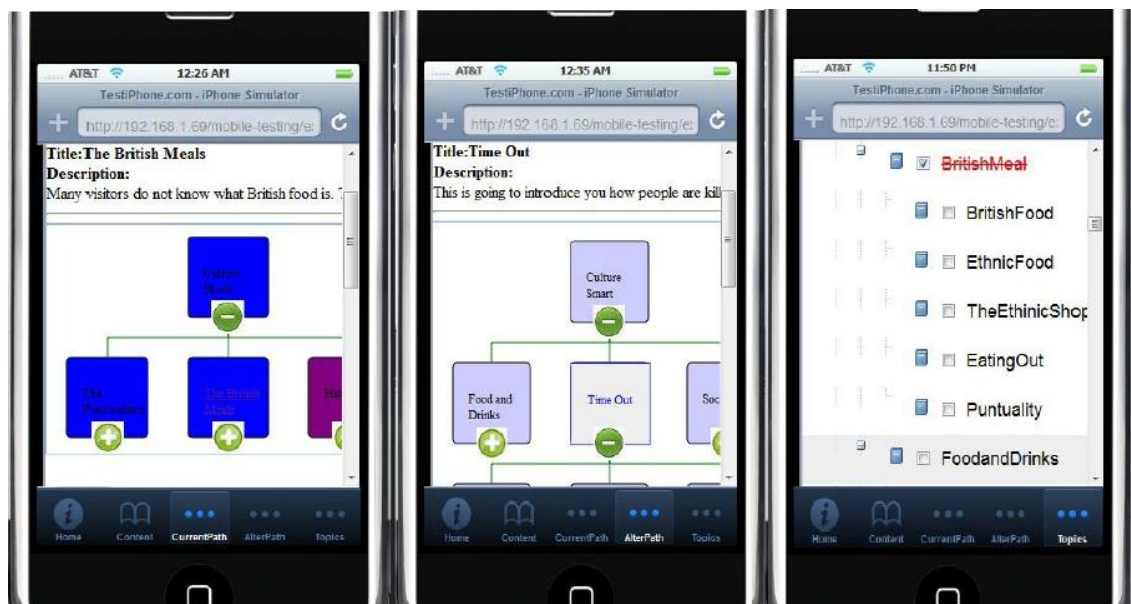 AT&T 12:26 AM
TestiPhone.com - iPhone Simulator
http://192.168.1.69/mobile-testing/e:
Title:The British Meals
Description:
Many visitors do not know what British food is.
Culture
Shock
The
The British
Meals
Home Content CurrentPath AlterPath Topics
AT&T 12:35 AM
TestiPhone.com - iPhone Simulator
http://192.168.1.69/mobile-testing/e:
Title:Time Out
Description:
This is going to introduce you how people are kill
Culture
Smart
Food and
Drinks
Time Out
Soc
Home Content CurrentPath AlterPath Topics
AT&T 11:50 PM
TestiPhone.com - iPhone Simulator
http://192.168.1.69/mobile-testing/e:
BritishMeal
BritishFood
EthnicFood
TheEthinicShop
EatingOut
Puntuality
FoodandDrinks
Home Content CurrentPath AlterPath Topics